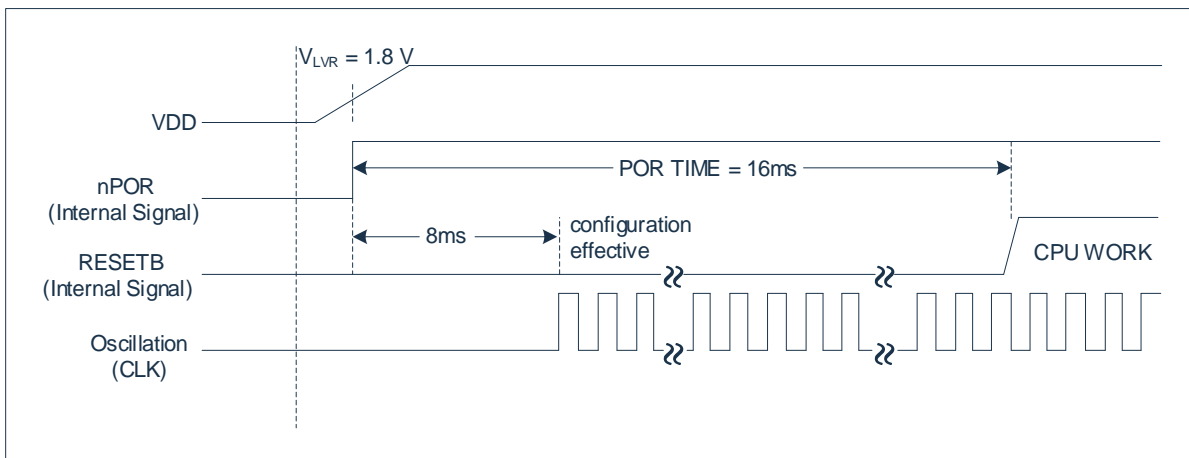 VLVR = 1.8 V
VDD
POR TIME = 16ms
nPOR
(Internal Signal)
8ms
configuration
effective
RESETB
(Internal Signal)
CPU WORK
Oscillation
(CLK)